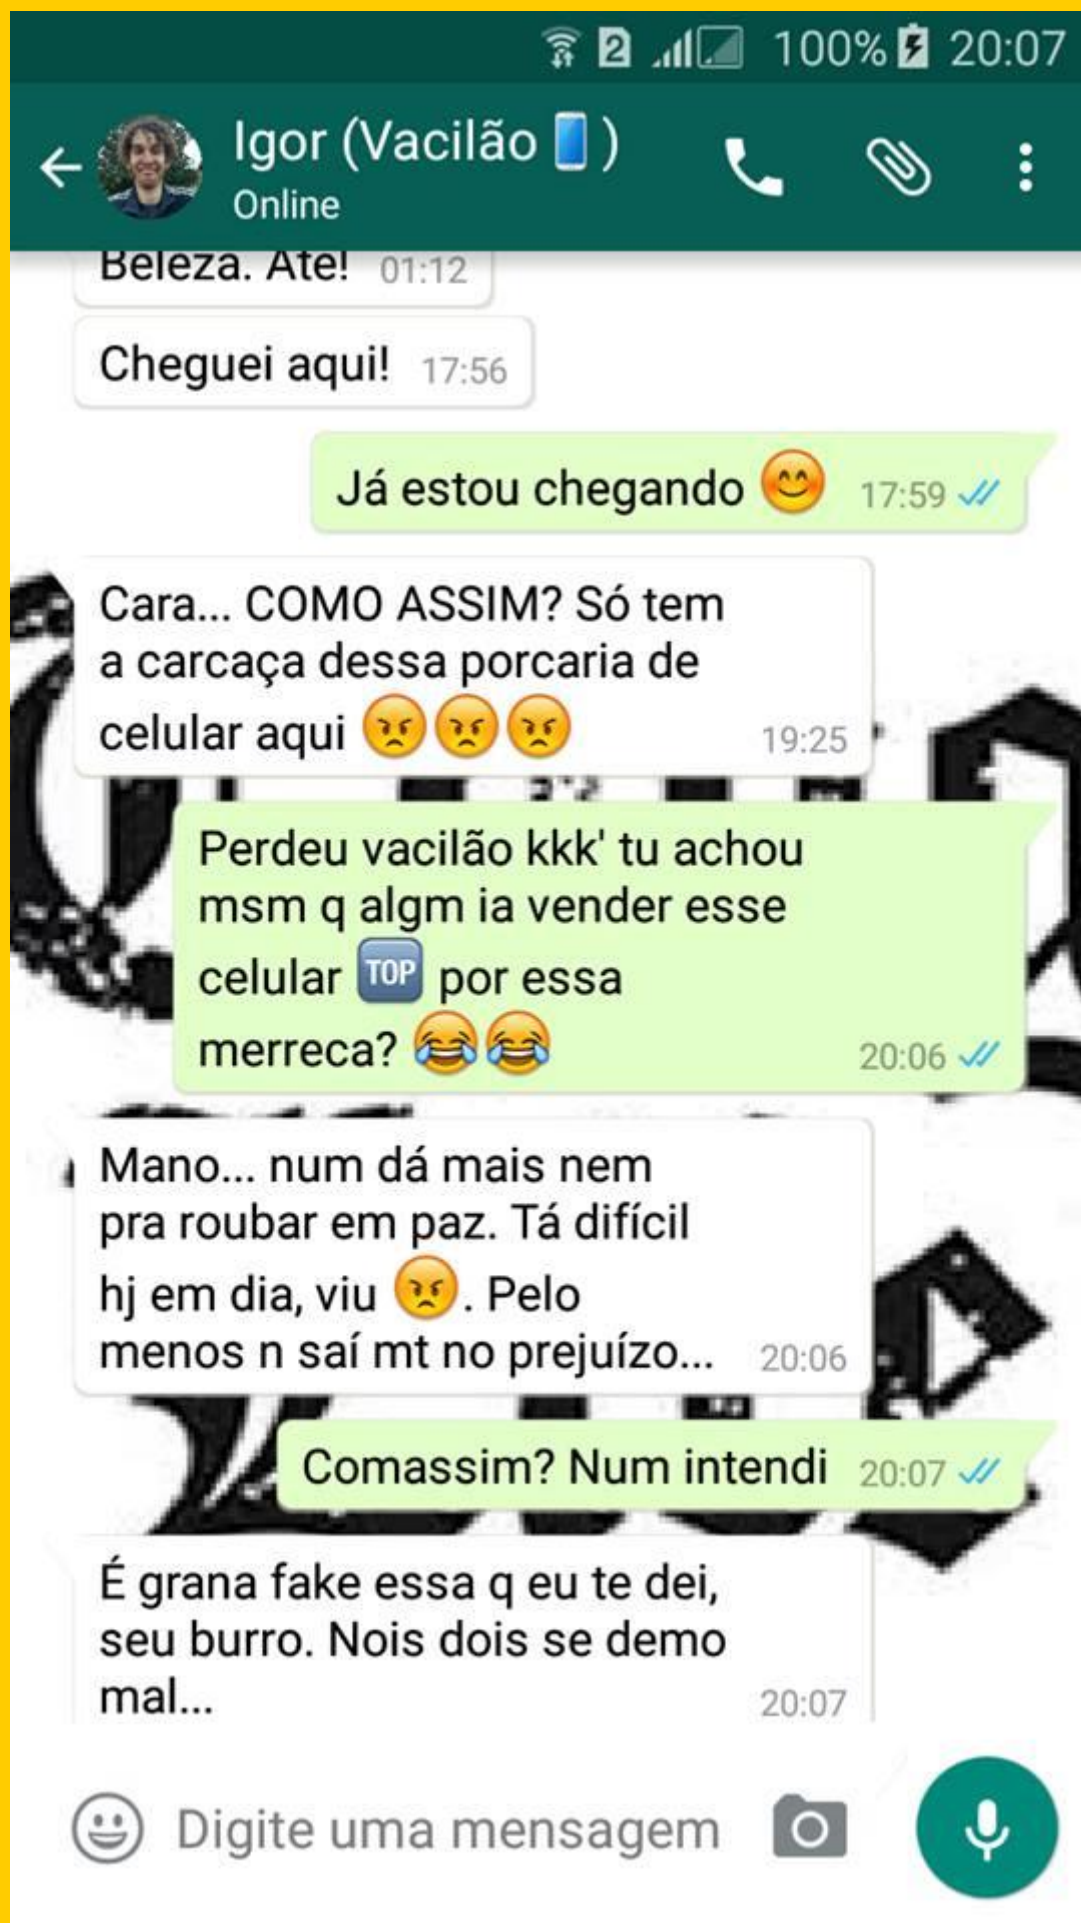 2 100% 20:07
Igor (Vacilão 📱)
Online
Beleza. Até! 01:12
Cheguei aqui! 17:56
Já estou chegando 😊 17:59
Cara... COMO ASSIM? Só tem
a carcaça dessa porcaria de
celular aqui 😠😠😠 19:25
Perdeu vacilão kkk' tu achou
msm q algm ia vender esse
celular TOP por essa
merreca? 😂😂 20:06
Mano... num dá mais nem
pra roubar em paz. Tá difícil
hj em dia, viu 😠. Pelo
menos n saí mt no prejuízo... 20:06
Comassim? Num intendi 20:07
É grana fake essa q eu te dei,
seu burro. Nois dois se demo
mal... 20:07
Digite uma mensagem